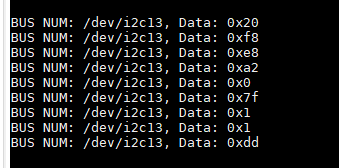 BUS NUM: /dev/i2c13, Data: 0x20
BUS NUM: /dev/i2c13, Data: 0xf8
BUS NUM: /dev/i2c13, Data: 0xe8
BUS NUM: /dev/i2c13, Data: 0xa2
BUS NUM: /dev/i2c13, Data: 0x0
BUS NUM: /dev/i2c13, Data: 0x7f
BUS NUM: /dev/i2c13, Data: 0x1
BUS NUM: /dev/i2c13, Data: 0x1
BUS NUM: /dev/i2c13, Data: 0xdd